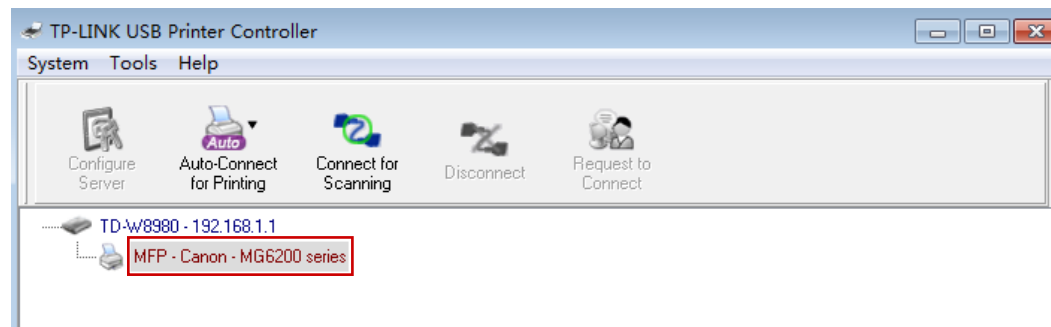 TP-LINK USB Printer Controller
System Tools Help
Auto
Configure Server
Auto-Connect for Printing
Connect for Scanning
Disconnect
Request to Connect
TD-W8980 - 192.168.1.1
MFP - Canon - MG6200 series